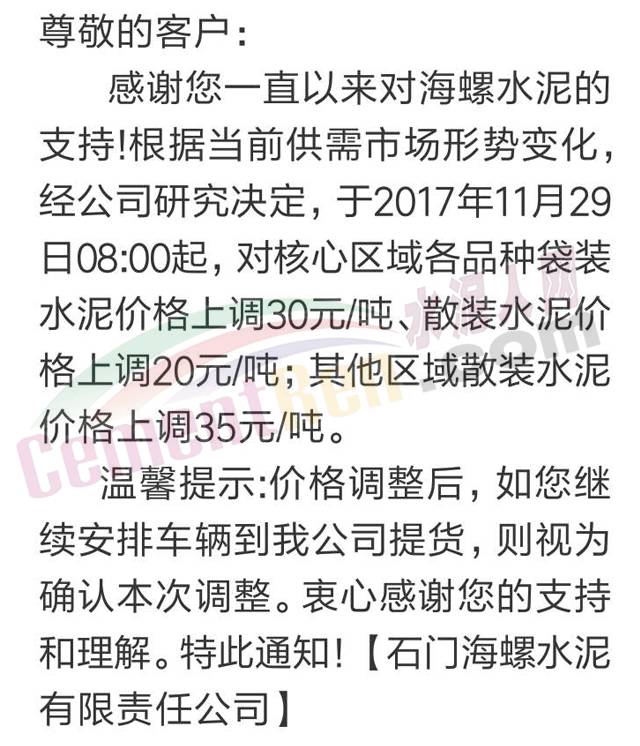 尊敬的客户:
感谢您一直以来对海螺水泥的
支持!根据当前供需市场形势变化,
经公司研究决定,于2017年11月29
日08:00起,对核心区域各品种袋装
水泥价格上调30元/吨、散装水泥价
格上调20元/吨;其他区域散装水泥
价格上调35元/吨。
温馨提示:价格调整后,如您继
续安排车辆到我公司提货,则视为
确认本次调整。衷心感谢您的支持
和理解。特此通知!【石门海螺水泥
有限责任公司】
水泥人网
CementRen.com